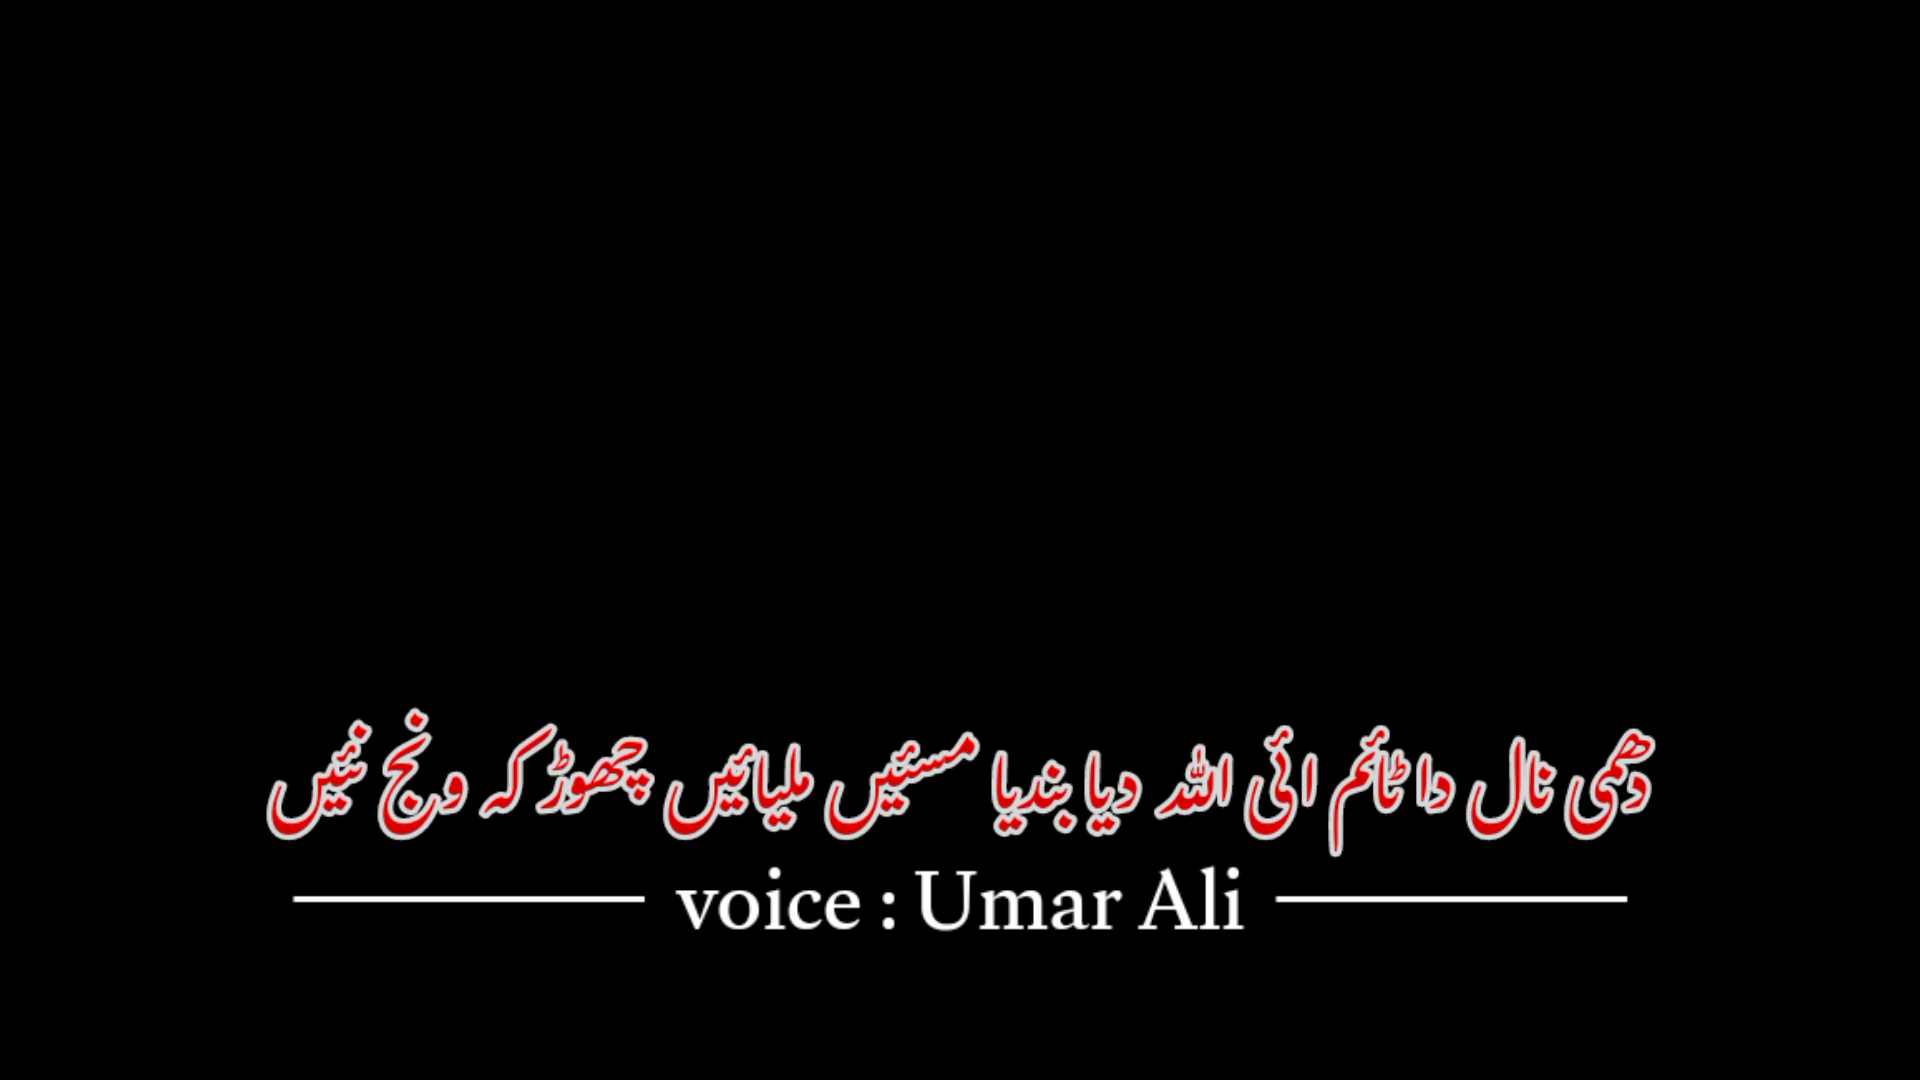 دھمی نال دا ٹائم ائی اللہ دیا بندیا مسئیں ملیائیں چھوڑ کہ ونج نئیں
voice : Umar Ali